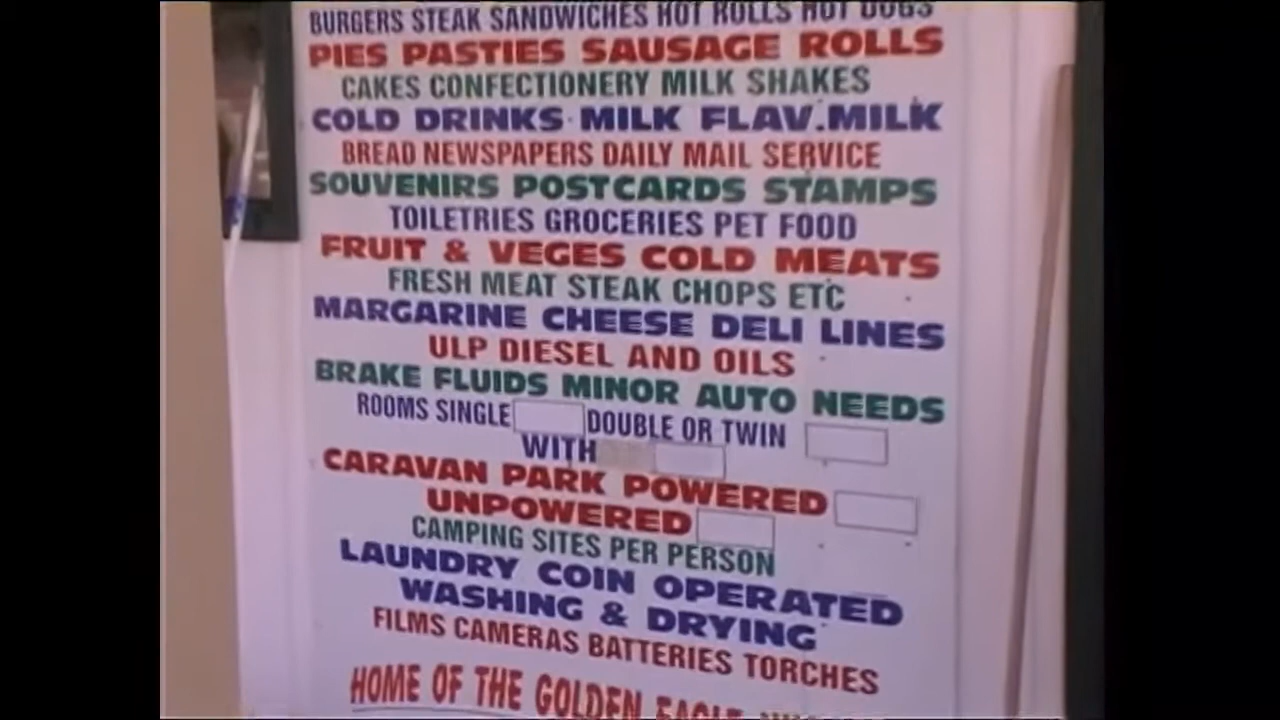 BURGERS STEAK SANDWICHES HOT ROLLS HOT DOGS
PIES PASTIES SAUSAGE ROLLS
CAKES CONFECTIONERY MILK SHAKES
COLD DRINKS MILK FLAV.MILK
BREAD NEWSPAPERS DAILY MAIL SERVICE
SOUVENIRS POSTCARDS STAMPS
TOILETRIES GROCERIES PET FOOD
FRUIT & VEGES COLD MEATS
FRESH MEAT STEAK CHOPS ETC
MARGARINE CHEESE DELI LINES
ULP DIESEL AND OILS
BRAKE FLUIDS MINOR AUTO NEEDS
ROOMS SINGLE DOUBLE OR TWIN
WITH
CARAVAN PARK POWERED
UNPOWERED
CAMPING SITES PER PERSON
LAUNDRY COIN OPERATED
WASHING & DRYING
FILMS CAMERAS BATTERIES TORCHES
HOME OF THE GOLDEN EAGLE